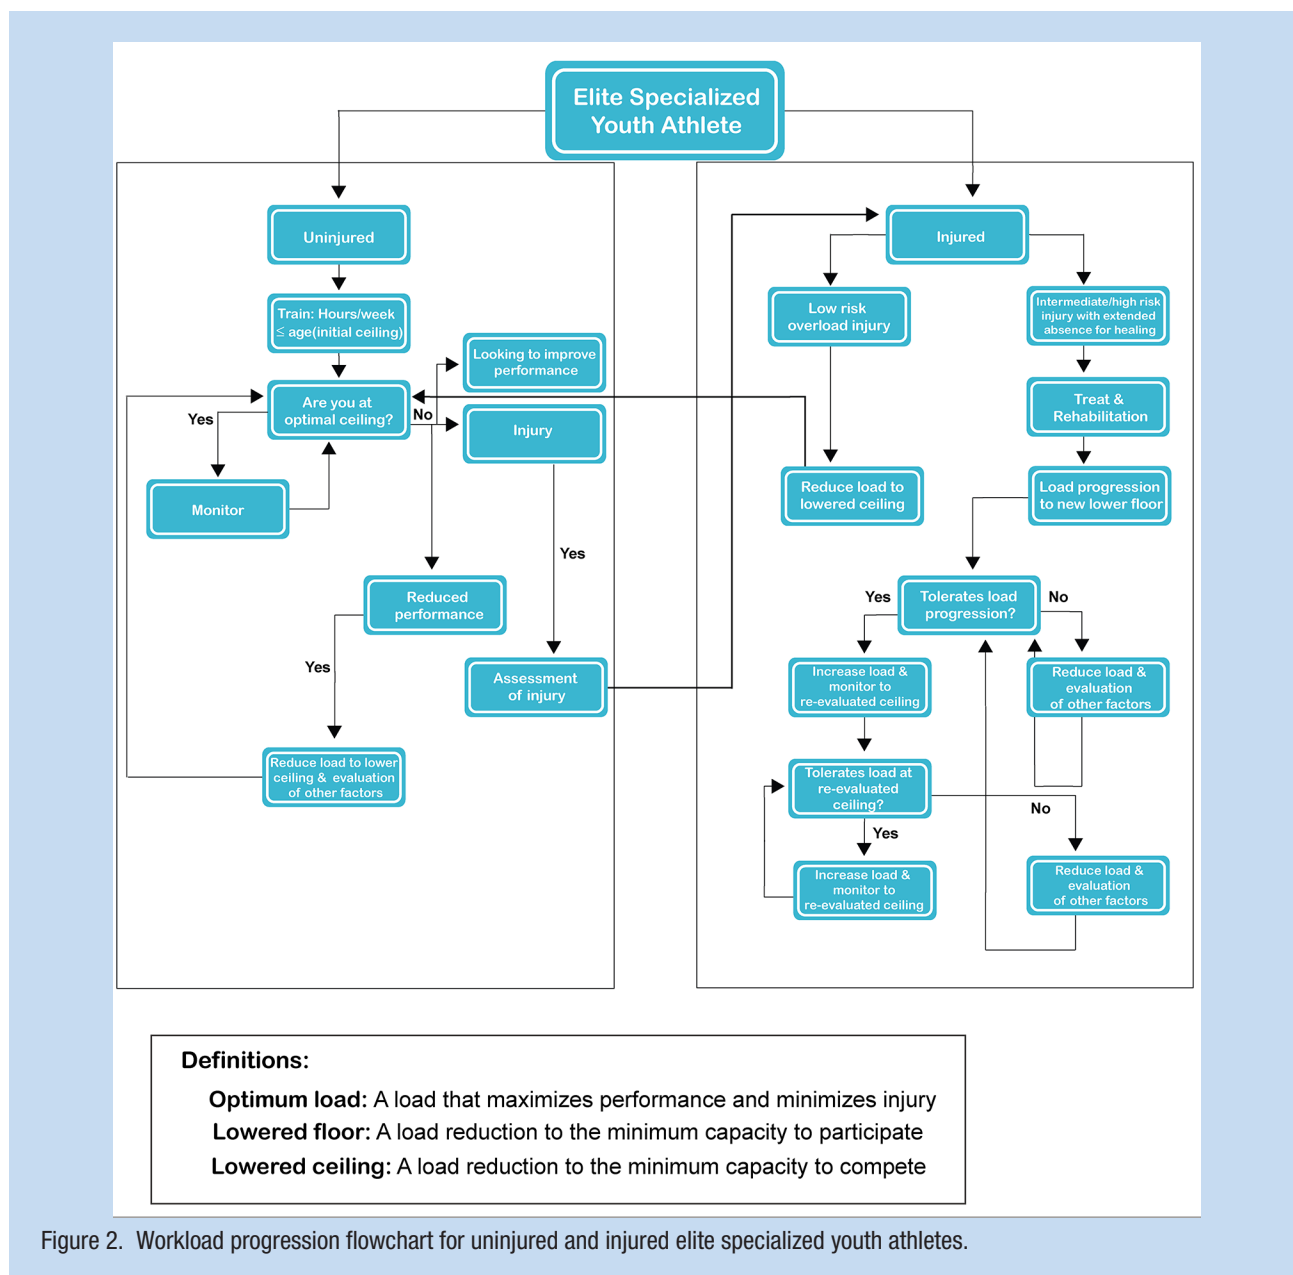 Elite Specialized
Youth Athlete
Uninjured
Train: Hours/week
≤ age(initial ceiling)
Looking to improve
performance
Are you at
optimal ceiling?
Yes
No
Injury
Monitor
Yes
Reduced
performance
Yes
Assessment
of injury
Reduce load to lower
ceiling & evaluation
of other factors
Injured
Low risk
overload injury
Intermediate/high risk
injury with extended
absence for healing
Treat &
Rehabilitation
Reduce load to
lowered ceiling
Load progression
to new lower floor
Yes
Tolerates load
progression?
No
Increase load &
monitor to
re-evaluated ceiling
Reduce load &
evaluation
of other factors
Tolerates load at
re-evaluated
ceiling?
No
Yes
Increase load &
monitor to
re-evaluated ceiling
Reduce load &
evaluation
of other factors
Definitions:
Optimum load: A load that maximizes performance and minimizes injury
Lowered floor: A load reduction to the minimum capacity to participate
Lowered ceiling: A load reduction to the minimum capacity to compete
Figure 2. Workload progression flowchart for uninjured and injured elite specialized youth athletes.